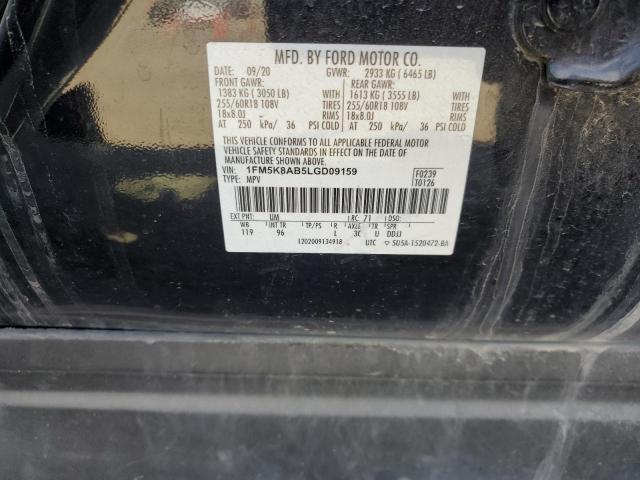 MFD. BY FORD MOTOR CO.
DATE: 09/20 GVWR: 2933 KG ( 6465 LB)
FRONT GAWR: REAR GAWR:
1383 KG ( 3050 LB) WITH 1613 KG ( 3555 LB) WITH
255/60R18 108V TIRES 255/60R18 108V TIRES
18x8.0J RIMS 18x8.0J RIMS
AT 250 kPa/ 36 PSI COLD AT 250 kPa/ 36 PSI COLD
THIS VEHICLE CONFORMS TO ALL APPLICABLE FEDERAL MOTOR
VEHICLE SAFETY STANDARDS IN EFFECT ON THE DATE OF
MANUFACTURE SHOWN ABOVE.
VIN: 1FM5K8AB5LGD09159 F0239
TYPE: MPV T0126
EXT PNT: UM RC: 71 DSO:
WB INT TR TP/PS R AXLE TR SPR
119 96 L 3C U DDJJ
1202009134918 UTC ▽ 5U5A-1520472-BA